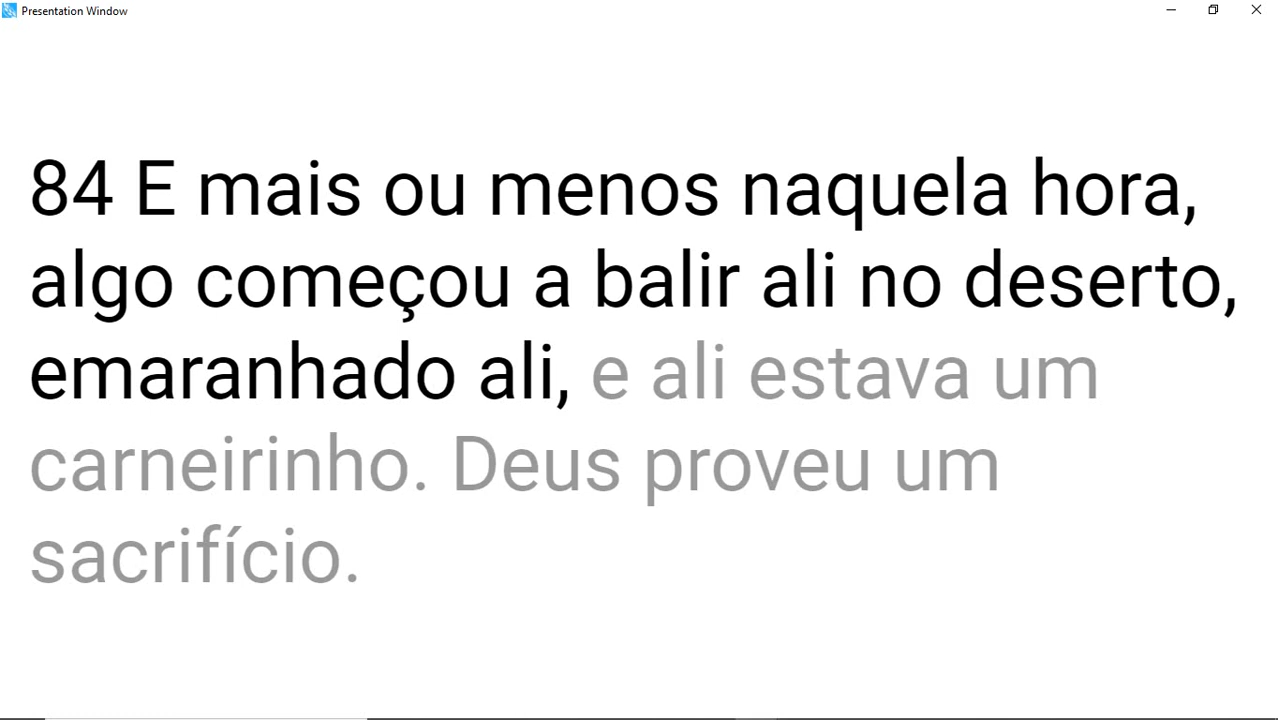 Presentation Window
84 E mais ou menos naquela hora,
algo começou a balir ali no deserto,
emaranhado ali, e ali estava um
carneirinho. Deus proveu um
sacrifício.